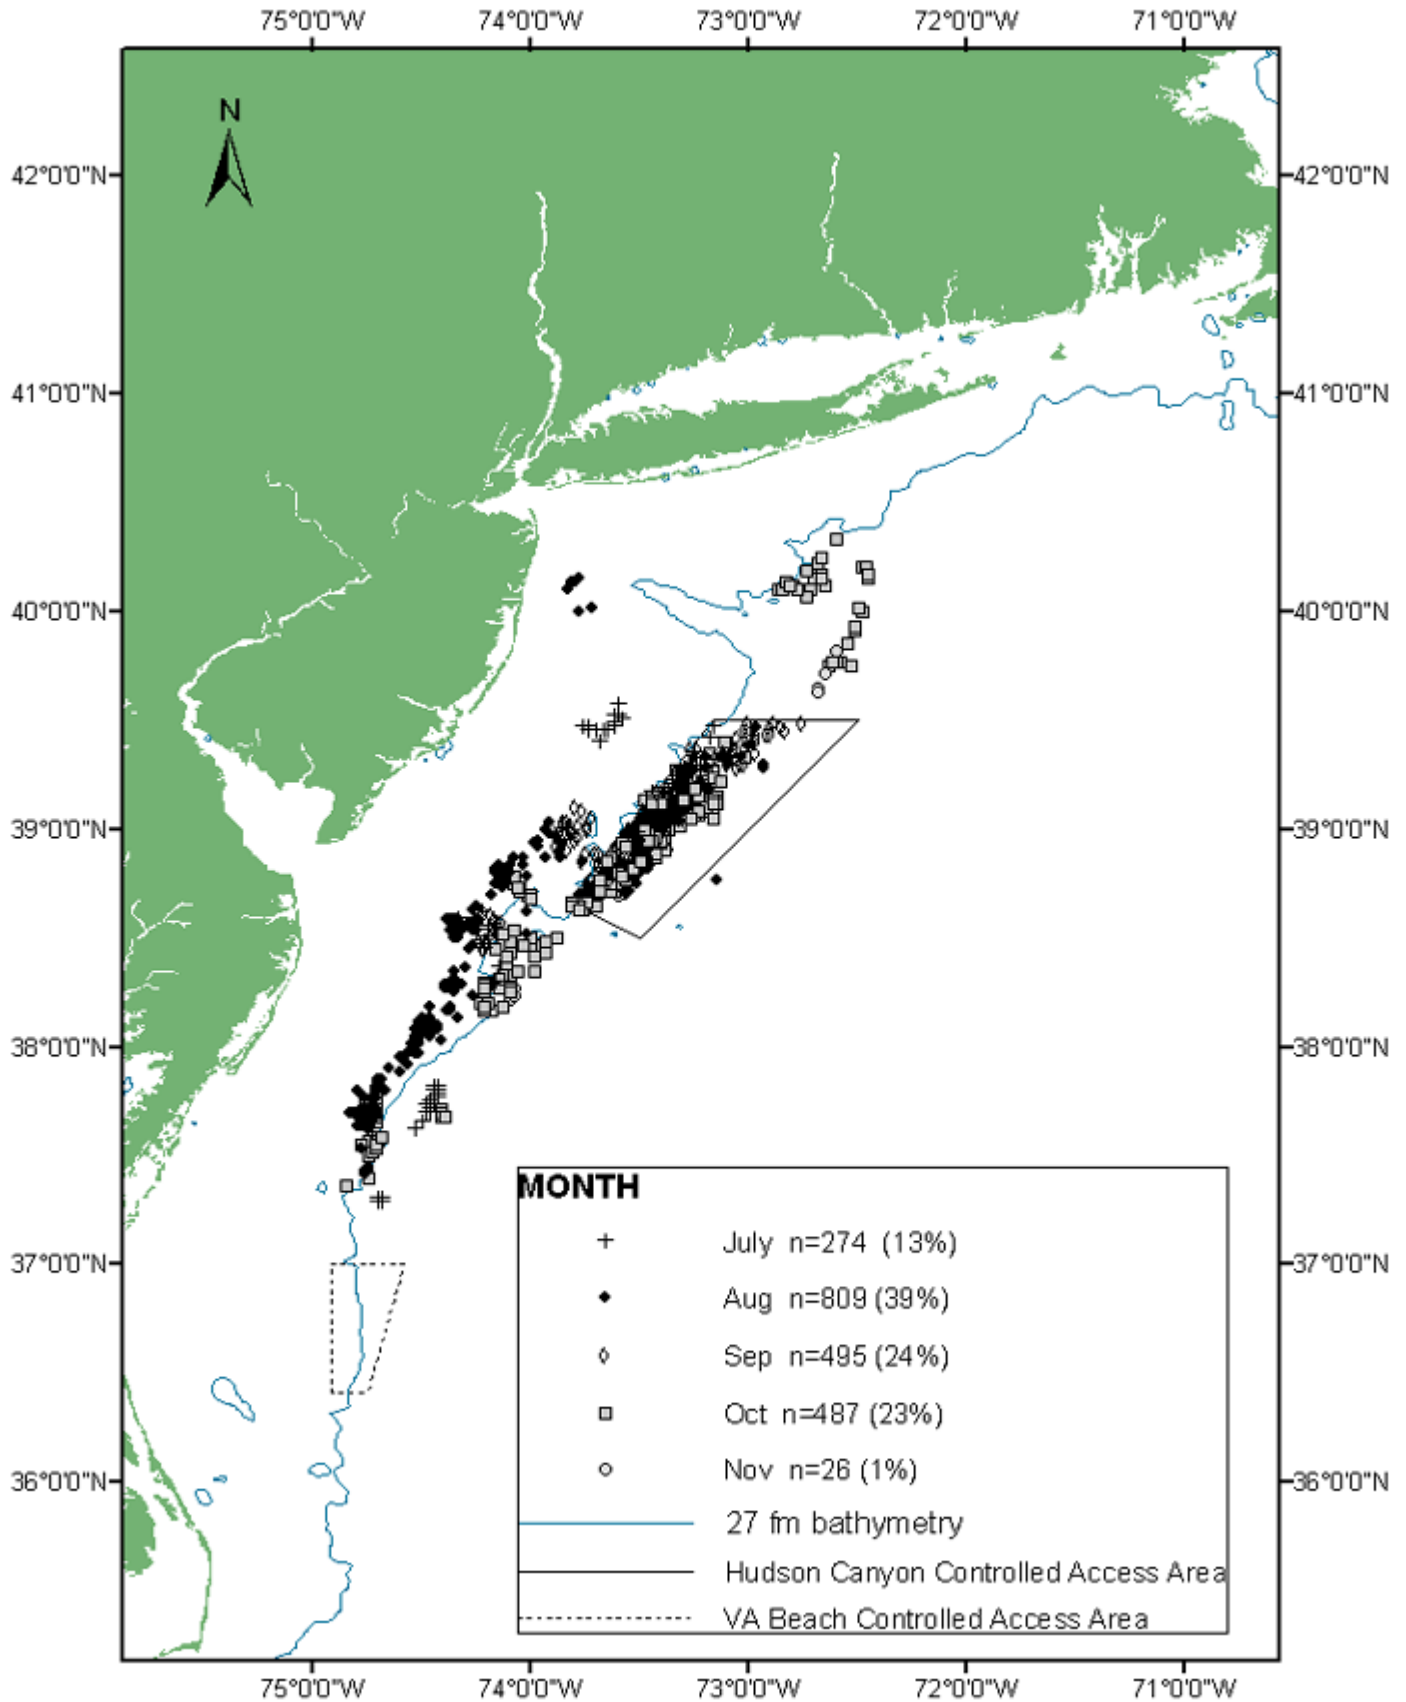 75°0'0"W 74°0'0"W 73°0'0"W 72°0'0"W 71°0'0"W
N
42°0'0"N 42°0'0"N
41°0'0"N 41°0'0"N
40°0'0"N 40°0'0"N
39°0'0"N 39°0'0"N
38°0'0"N 38°0'0"N
37°0'0"N 37°0'0"N
36°0'0"N 36°0'0"N
MONTH
July n=274 (13%)
Aug n=809 (39%)
Sep n=495 (24%)
Oct n=487 (23%)
Nov n=26 (1%)
27 fm bathymetry
Hudson Canyon Controlled Access Area
VA Beach Controlled Access Area
75°0'0"W 74°0'0"W 73°0'0"W 72°0'0"W 71°0'0"W